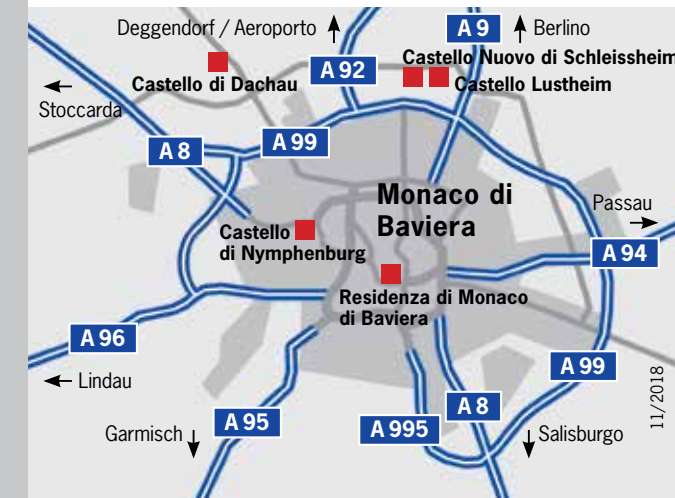 Deggendorf / Aeroporto
A 9
Berlino
Castello Nuovo di Schleissheim
A 92
Castello di Dachau
Castello Lustheim
Stoccarda
A 99
A 8
Monaco di
Baviera
Passau
Castello
di Nymphenburg
A 94
Residenza di Monaco
di Baviera
A 96
A 99
Lindau
11/2018
A 8
A 95
A 995
Garmisch
Salisburgo